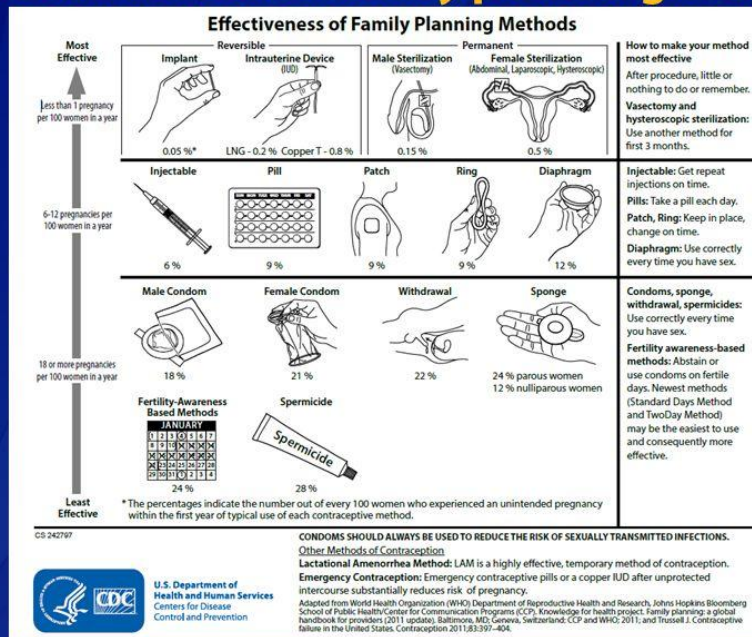 Effectiveness of Family Planning Methods
Most
Effective
Less than 1 pregnancy
per 100 women in a year
6-12 pregnancies per
100 women in a year
18 or more pregnancies
per 100 women in a year
Least
Effective
Reversible
Implant
0.05 %*
Intrauterine Device
(IUD)
LNG - 0.2 % Copper T - 0.8 %
Permanent
Male Sterilization
(Vasectomy)
0.15 %
Female Sterilization
(Abdominal, Laparoscopic, Hysteroscopic)
0.5 %
How to make your method
most effective
After procedure, little or
nothing to do or remember.
Vasectomy and
hysteroscopic sterilization:
Use another method for
first 3 months.
Injectable
6 %
Pill
9 %
Patch
9 %
Ring
9 %
Diaphragm
12 %
Injectable: Get repeat
injections on time.
Pills: Take a pill each day.
Patch, Ring: Keep in place,
change on time.
Diaphragm: Use correctly
every time you have sex.
Male Condom
18 %
Female Condom
21 %
Withdrawal
22 %
Sponge
24 % parous women
12 % nulliparous women
Fertility-Awareness
Based Methods
JANUARY
24 %
Spermicide
Spermicide
28 %
Condoms, sponge,
withdrawal, spermicides:
Use correctly every time
you have sex.
Fertility awareness-based
methods: Abstain or
use condoms on fertile
days. Newest methods
(Standard Days Method
and TwoDay Method)
may be the easiest to use
and consequently more
effective.
* The percentages indicate the number out of every 100 women who experienced an unintended pregnancy
within the first year of typical use of each contraceptive method.
CS 242797
CDC
U.S. Department of
Health and Human Services
Centers for Disease
Control and Prevention
CONDOMS SHOULD ALWAYS BE USED TO REDUCE THE RISK OF SEXUALLY TRANSMITTED INFECTIONS.
Other Methods of Contraception
Lactational Amenorrhea Method: LAM is a highly effective, temporary method of contraception.
Emergency Contraception: Emergency contraceptive pills or a copper IUD after unprotected
intercourse substantially reduces risk of pregnancy.
Adapted from World Health Organization (WHO) Department of Reproductive Health and Research, Johns Hopkins Bloomberg
School of Public Health/Center for Communication Programs (CCP). Knowledge for health project. Family planning: a global
handbook for providers (2011 update). Baltimore, MD; Geneva, Switzerland: CCP and WHO; 2011; and Trussell J. Contraceptive
failure in the United States. Contraception 2011;83:397–404.